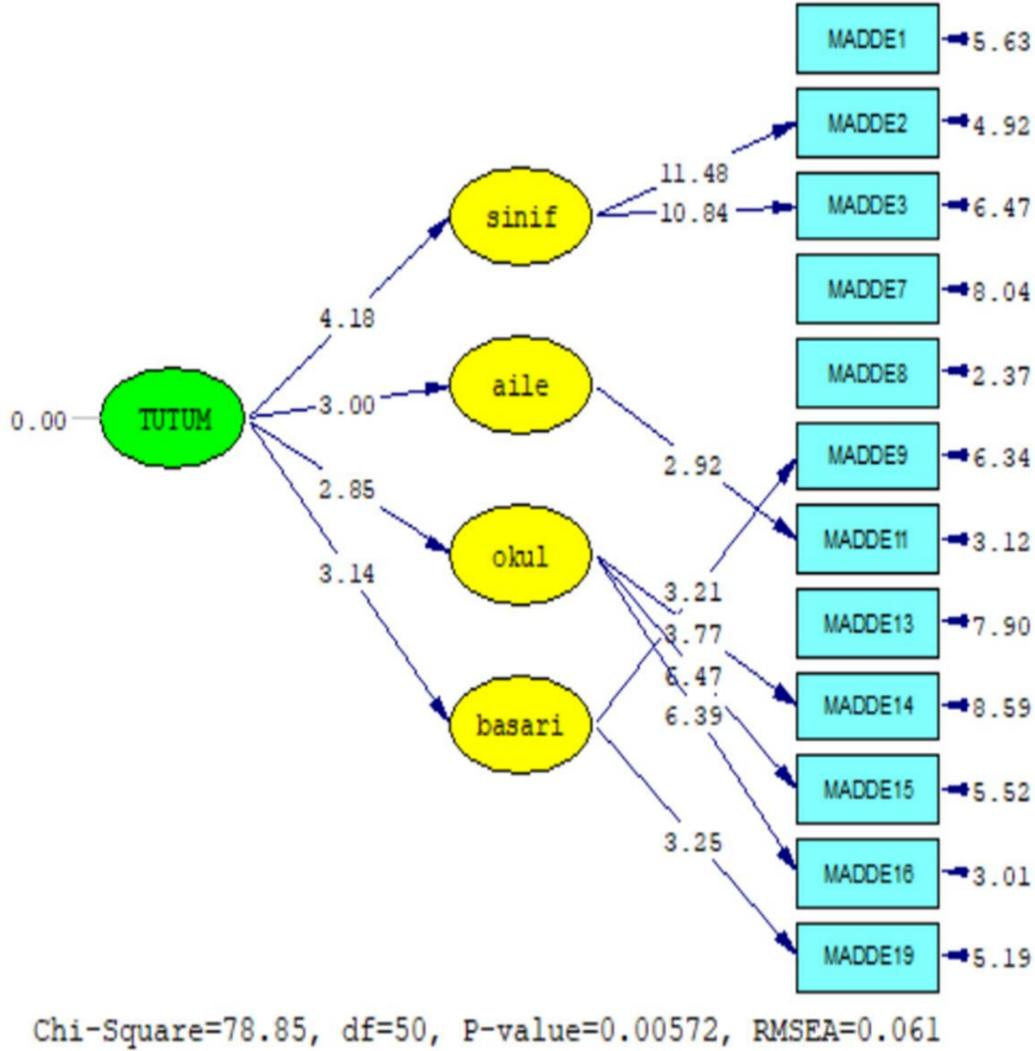 MADDE1
5.63
MADDE2
4.92
11.48
sinif
10.84
MADDE3
6.47
MADDE7
8.04
4.18
MADDE8
2.37
aile
3.00
0.00
TUTUM
MADDE9
6.34
2.92
2.85
MADDE11
3.12
okul
3.14
3.21
MADDE13
7.90
3.77
6.47
MADDE14
8.59
6.39
basari
MADDE15
5.52
3.25
MADDE16
3.01
MADDE19
5.19
Chi-Square=78.85, df=50, P-value=0.00572, RMSEA=0.061